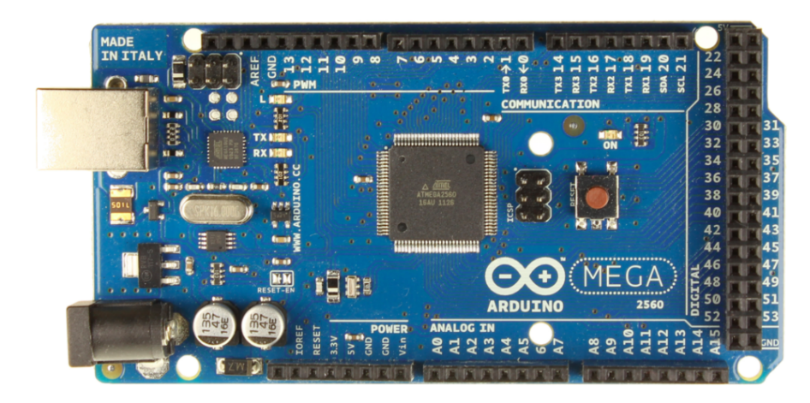 MADE
IN ITALY
AREF
GND
13
12
11
10
9
8
7
6
5
4
3
2
TX0→1
RX0←0
TX3 14
RX3 15
TX2 16
RX2 17
TX1 18
RX1 19
SDA 20
SCL 21
5V
PWM
COMMUNICATION
L
TX
RX
ON
WWW.ARDUINO.CC
ATMEGA2560
16AU 1138
ICSP
RESET
RESET-EN
22
24
26
28
30 31
32 33
34 35
36 37
38 39
40 41
42 43
44 45
46 47
48 49
50 51
52 53
GND
DIGITAL
MEGA
2560
ARDUINO
TM
135
47
16E
135
47
16E
M7
POWER
ANALOG IN
IOREF
RESET
3.3V
5V
GND
GND
Vin
A0
A1
A2
A3
A4
A5
6
A7
A8
A9
A10
A11
A12
A13
A14
A15